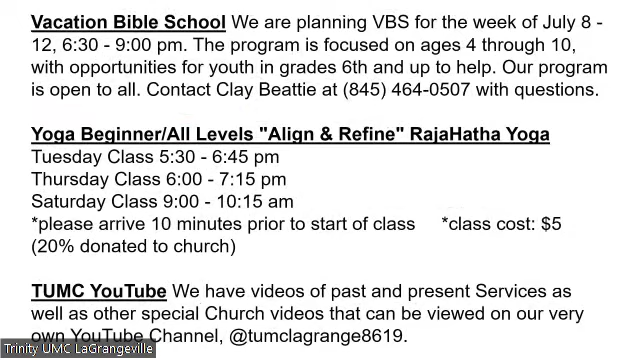 Vacation Bible School We are planning VBS for the week of July 8 -
12, 6:30 - 9:00 pm. The program is focused on ages 4 through 10,
with opportunities for youth in grades 6th and up to help. Our program
is open to all. Contact Clay Beattie at (845) 464-0507 with questions.
Yoga Beginner/All Levels "Align & Refine" RajaHatha Yoga
Tuesday Class 5:30 - 6:45 pm
Thursday Class 6:00 - 7:15 pm
Saturday Class 9:00 - 10:15 am
*please arrive 10 minutes prior to start of class *class cost: $5
(20% donated to church)
TUMC YouTube We have videos of past and present Services as
well as other special Church videos that can be viewed on our very
own YouTube Channel, @tumclagrange8619.
Trinity UMC LaGrangeville